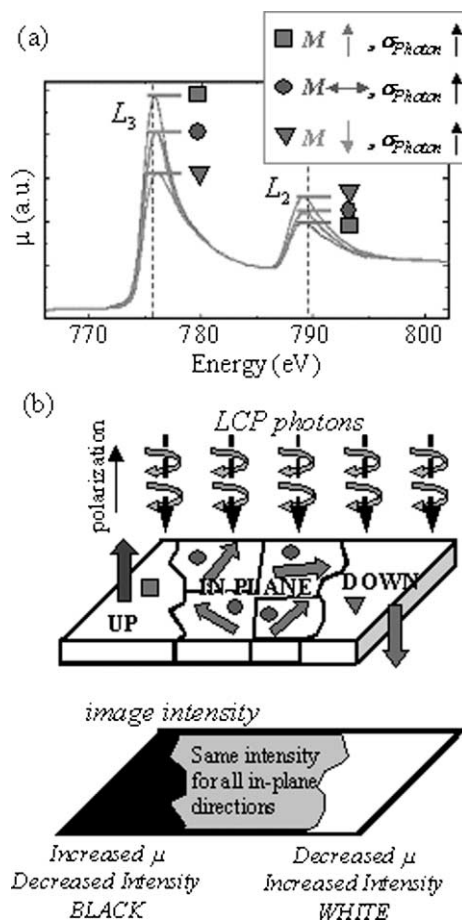 (a)
M , σPhoton
M , σPhoton
M , σPhoton
L3
L2
μ (a.u.)
770 780 790 800
Energy (eV)
(b)
LCP photons
polarization
UP
IN-PLANE
DOWN
image intensity
Same intensity
for all in-plane
directions
Increased μ
Decreased Intensity
BLACK
Decreased μ
Increased Intensity
WHITE